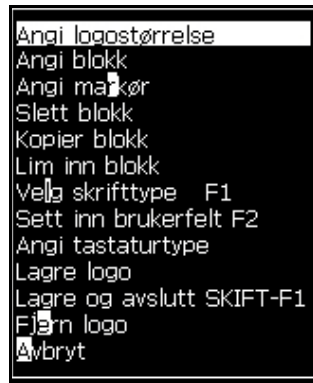 Angi logostørrelse
Angi blokk
Angi markør
Slett blokk
Kopier blokk
Lim inn blokk
Velg skrifttype F1
Sett inn brukerfelt F2
Angi tastaturtype
Lagre logo
Lagre og avslutt SKIFT-F1
Fjern logo
Avbryt